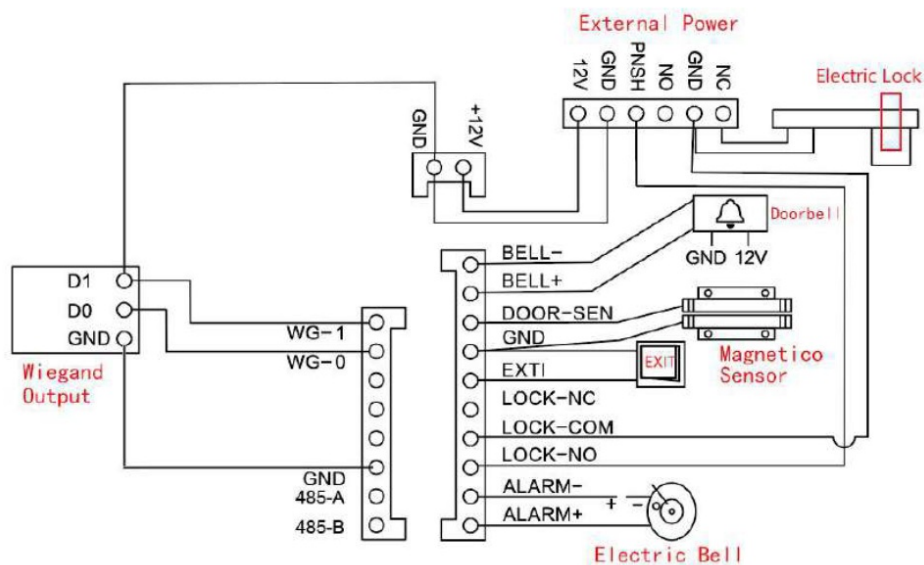 External Power
12V GND PNSH NO GND NC
Electric Lock
GND +12V
Doorbell
GND 12V
BELL-
BELL+
DOOR-SEN
GND
EXTI
LOCK-NC
LOCK-COM
LOCK-NO
ALARM-
ALARM+
EXIT
Magnetico
Sensor
+ -
Electric Bell
D1
D0
GND
Wiegand
Output
WG-1
WG-0
GND
485-A
485-B